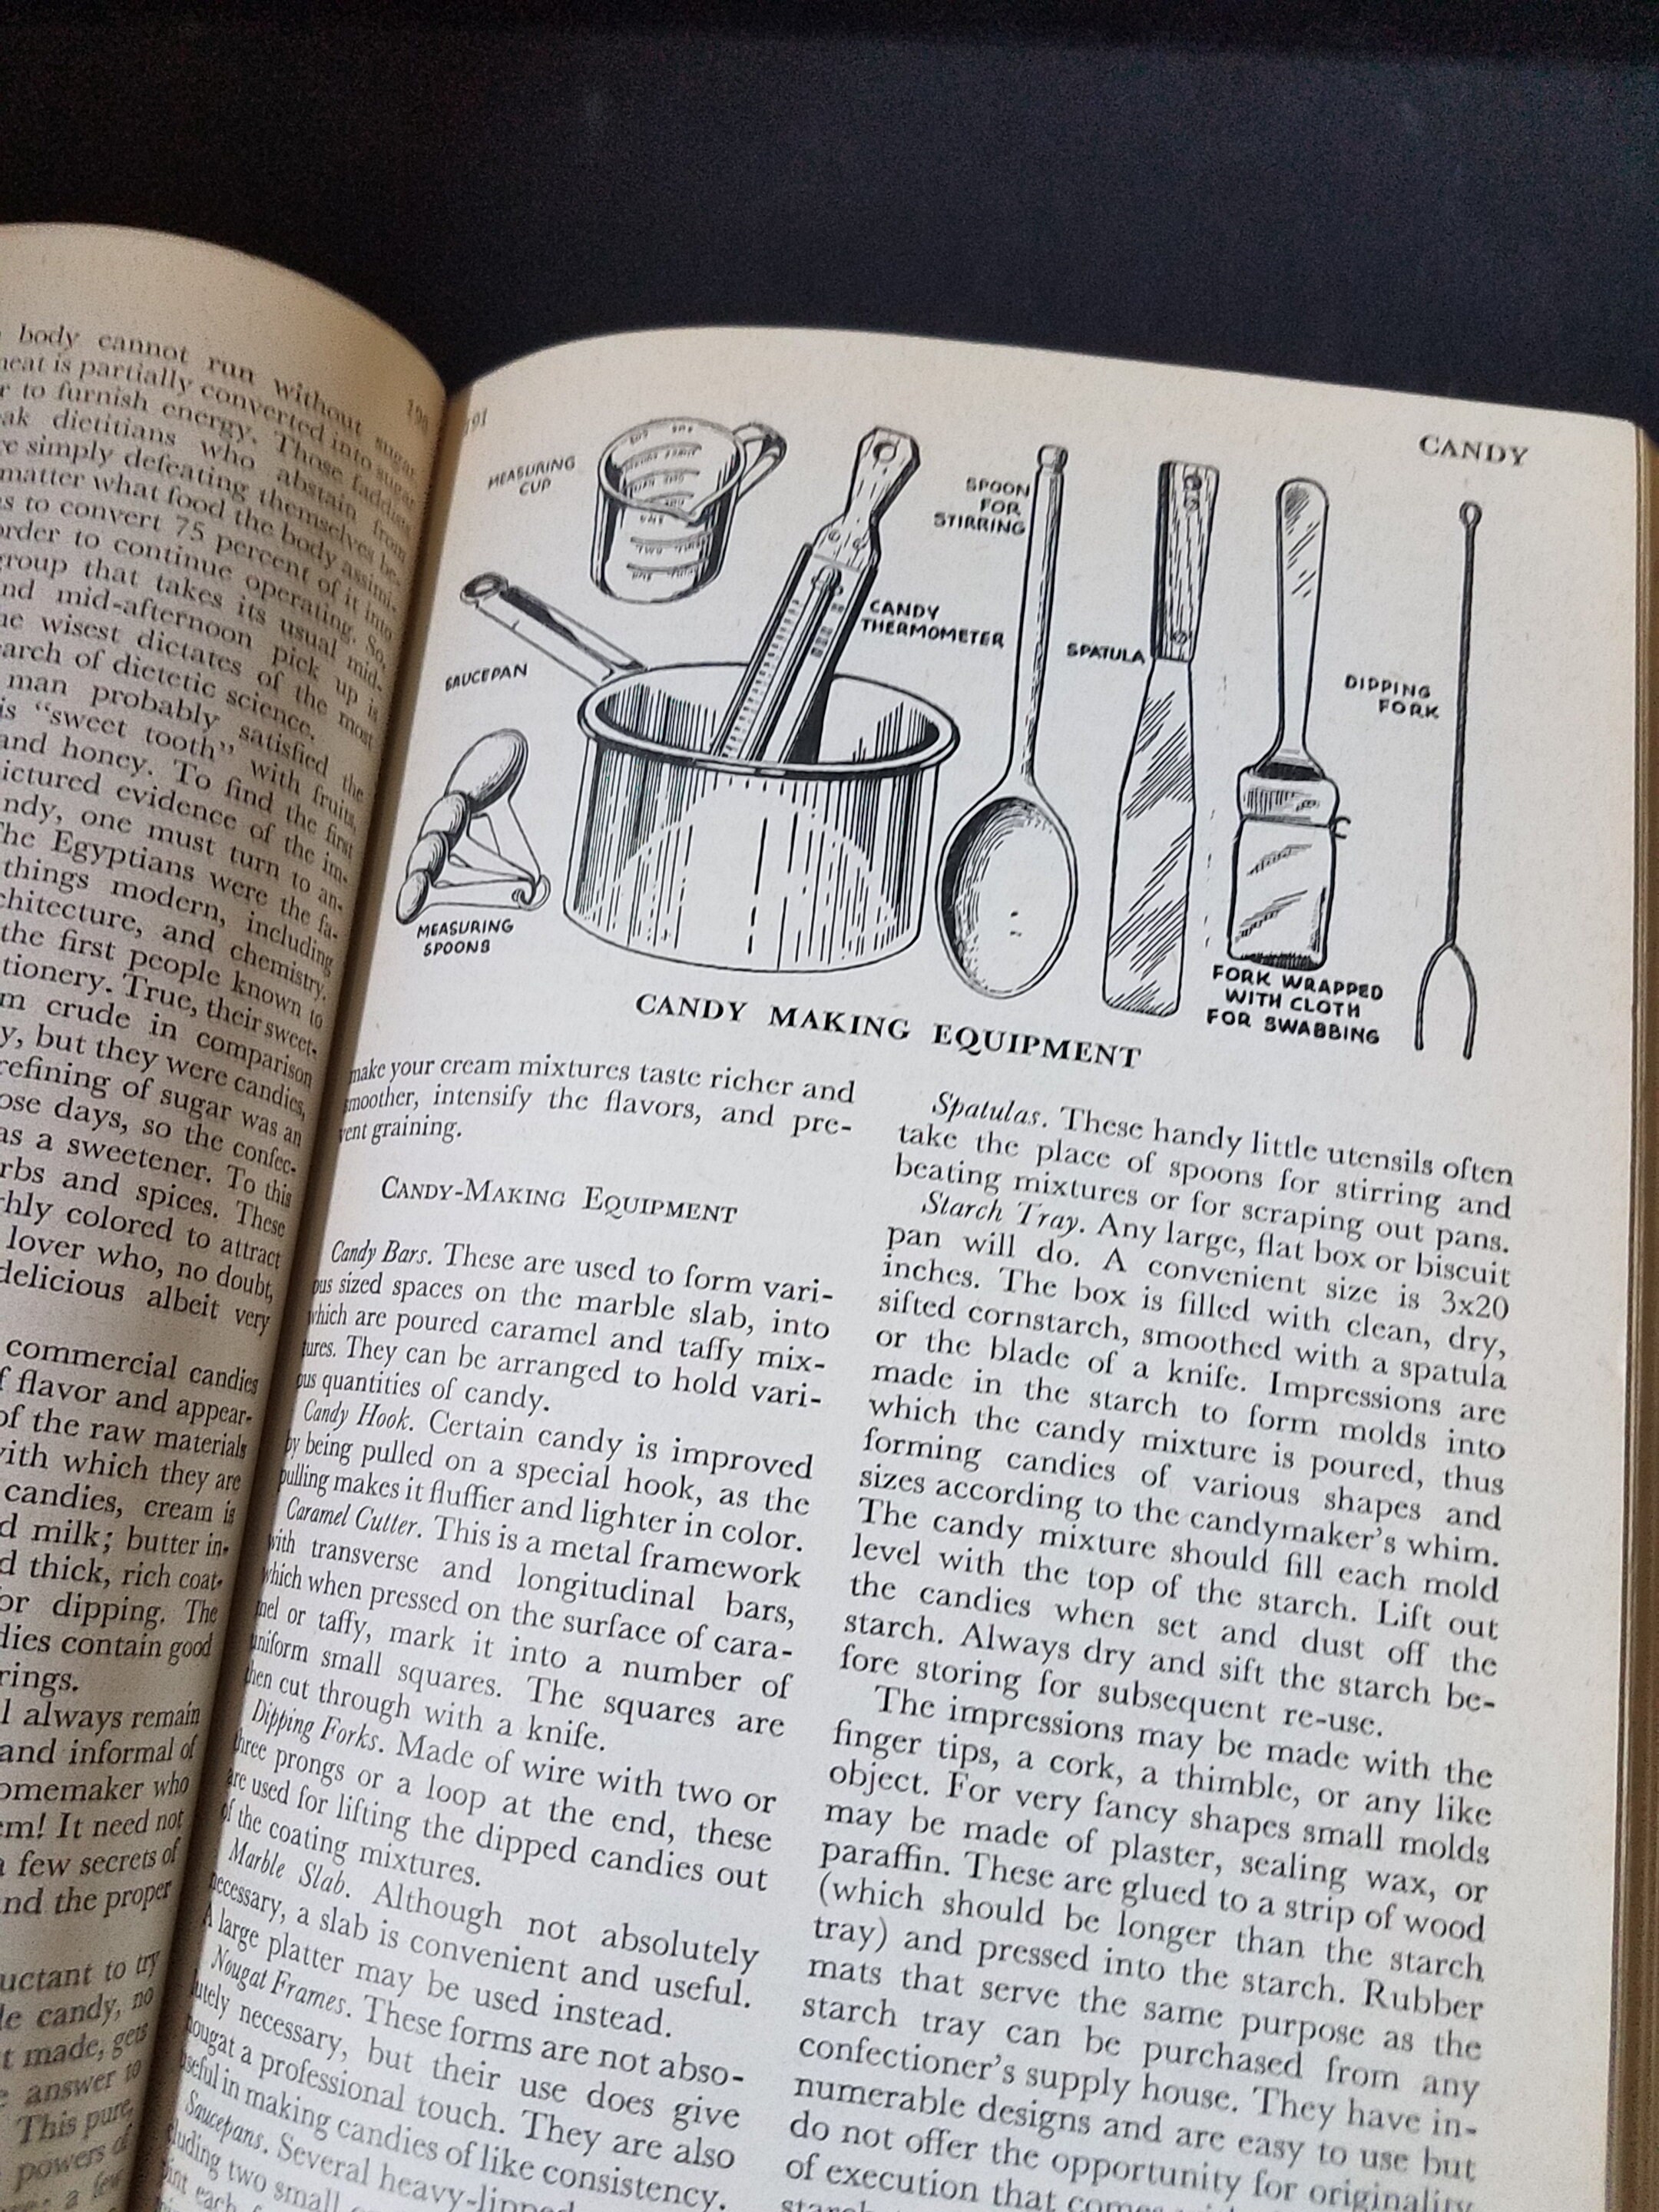 body cannot run without sugar.
heat is partially converted into sugar
to furnish energy. Those faddists
dietitians who abstain from
simply defeating themselves be-
matter what food the body assimi-
to convert 75 percent of it into
order to continue operating. So,
group that takes its usual mid-
mid-afternoon pick up is
wisest dictates of the most
of dietetic science.
man probably satisfied the
"sweet tooth" with fruits,
and honey. To find the first
evidence of the im-
one must turn to an-
The Egyptians were the fa-
things modern, including
and chemistry.
the first people known to
True, their sweet-
crude in comparison
but they were candies,
refining of sugar was an
days, so the confec-
as a sweetener. To this
and spices. These
colored to attract
lover who, no doubt,
delicious albeit very
commercial candies
flavor and appear-
of the raw materials
with which they are
candies, cream is
milk; butter in-
thick, rich coat-
dipping. The
contain good
always remain
and informal of
who
It need not
few secrets of
and the proper
to try
candy, no
made, gets
answer to
This pure,
powers of
a few
190
191
CANDY
MEASURING
CUP
SAUCEPAN
MEASURING
SPOONS
CANDY
THERMOMETER
SPOON
FOR
STIRRING
SPATULA
FORK WRAPPED
WITH CLOTH
FOR SWABBING
DIPPING
FORK
CANDY MAKING EQUIPMENT
make your cream mixtures taste richer and
smoother, intensify the flavors, and pre-
vent graining.
CANDY-MAKING EQUIPMENT
Candy Bars. These are used to form vari-
ous sized spaces on the marble slab, into
which are poured caramel and taffy mix-
tures. They can be arranged to hold vari-
ous quantities of candy.
Candy Hook. Certain candy is improved
by being pulled on a special hook, as the
pulling makes it fluffier and lighter in color.
Caramel Cutter. This is a metal framework
with transverse and longitudinal bars,
which when pressed on the surface of cara-
mel or taffy, mark it into a number of
uniform small squares. The squares are
then cut through with a knife.
Dipping Forks. Made of wire with two or
three prongs or a loop at the end, these
are used for lifting the dipped candies out
of the coating mixtures.
Marble Slab. Although not absolutely
necessary, a slab is convenient and useful.
A large platter may be used instead.
Nougat Frames. These forms are not abso-
lutely necessary, but their use does give
nougat a professional touch. They are also
useful in making candies of like consistency.
Saucepans. Several heavy-lipped
cluding two small
each
Spatulas. These handy little utensils often
take the place of spoons for stirring and
beating mixtures or for scraping out pans.
Starch Tray. Any large, flat box or biscuit
pan will do. A convenient size is 3x20
inches. The box is filled with clean, dry,
sifted cornstarch, smoothed with a spatula
or the blade of a knife. Impressions are
made in the starch to form molds into
which the candy mixture is poured, thus
forming candies of various shapes and
sizes according to the candymaker's whim.
The candy mixture should fill each mold
level with the top of the starch. Lift out
the candies when set and dust off the
starch. Always dry and sift the starch be-
fore storing for subsequent re-use.
The impressions may be made with the
finger tips, a cork, a thimble, or any like
object. For very fancy shapes small molds
may be made of plaster, sealing wax, or
paraffin. These are glued to a strip of wood
(which should be longer than the starch
tray) and pressed into the starch. Rubber
mats that serve the same purpose as the
starch tray can be purchased from any
confectioner's supply house. They have in-
numerable designs and are easy to use but
do not offer the opportunity for originality
of execution that comes